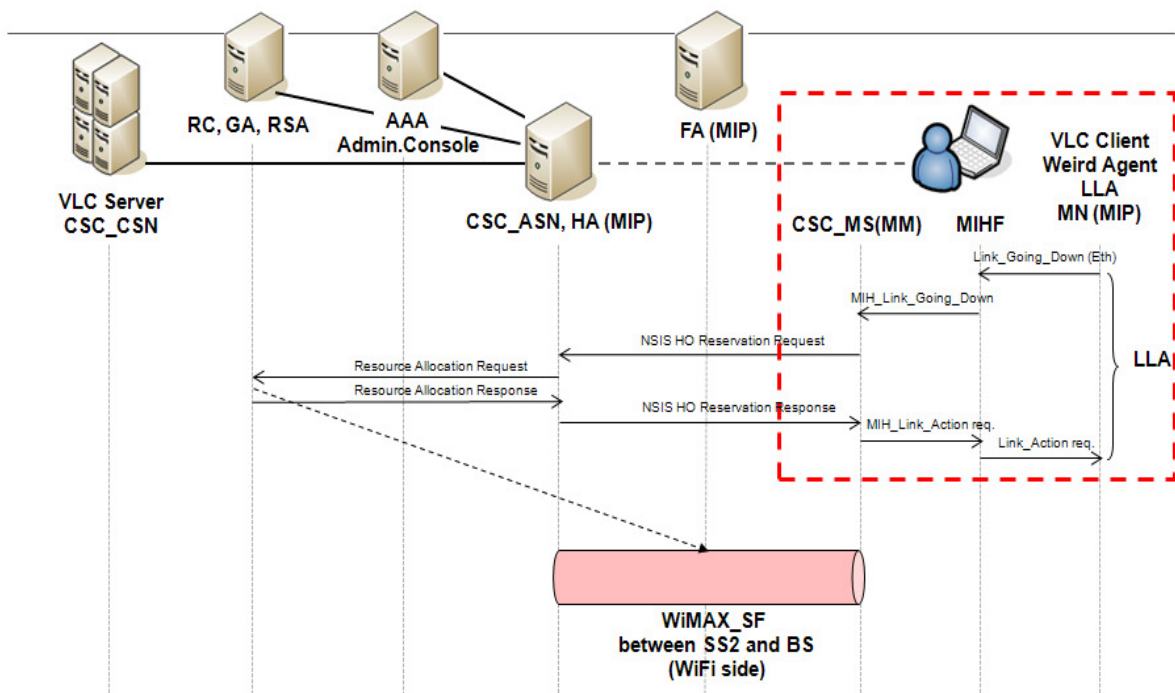 RC, GA, RSA
AAA
Admin.Console
FA (MIP)
VLC Client
Weird Agent
LLA
MN (MIP)
VLC Server
CSC_CSN
CSC_ASN, HA (MIP)
CSC_MS(MM)
MIHF
Link_Going_Down (Eth)
MIH_Link_Going_Down
NSIS HO Reservation Request
Resource Allocation Request
LLA
Resource Allocation Response
NSIS HO Reservation Response
MIH_Link_Action req.
Link_Action req.
WiMAX_SF
between SS2 and BS
(WiFi side)